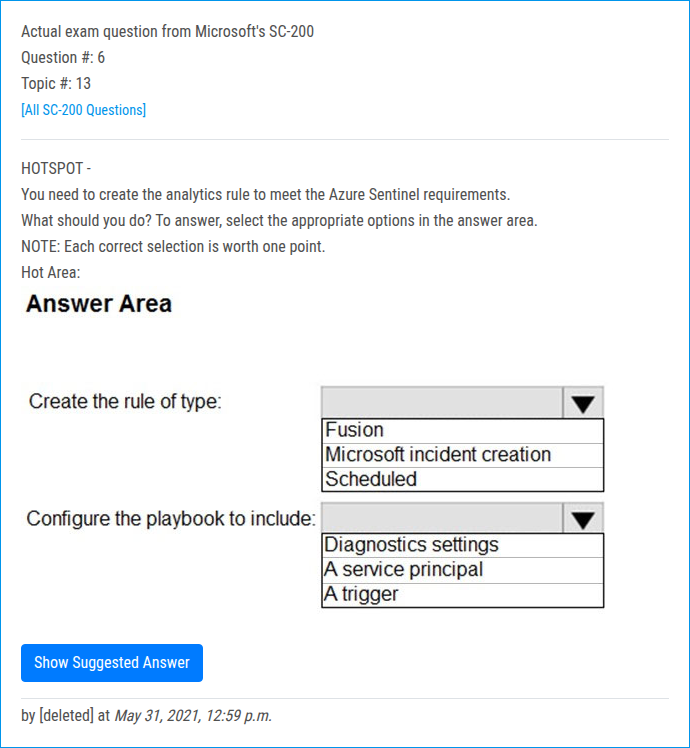 Actual exam question from Microsoft's SC-200
Question #: 6
Topic #: 13
[All SC-200 Questions]
HOTSPOT -
You need to create the analytics rule to meet the Azure Sentinel requirements.
What should you do? To answer, select the appropriate options in the answer area.
NOTE: Each correct selection is worth one point.
Hot Area:
Answer Area
Create the rule of type:
Fusion
Microsoft incident creation
Scheduled
Configure the playbook to include:
Diagnostics settings
A service principal
A trigger
Show Suggested Answer
by [deleted] at May 31, 2021, 12:59 p.m.